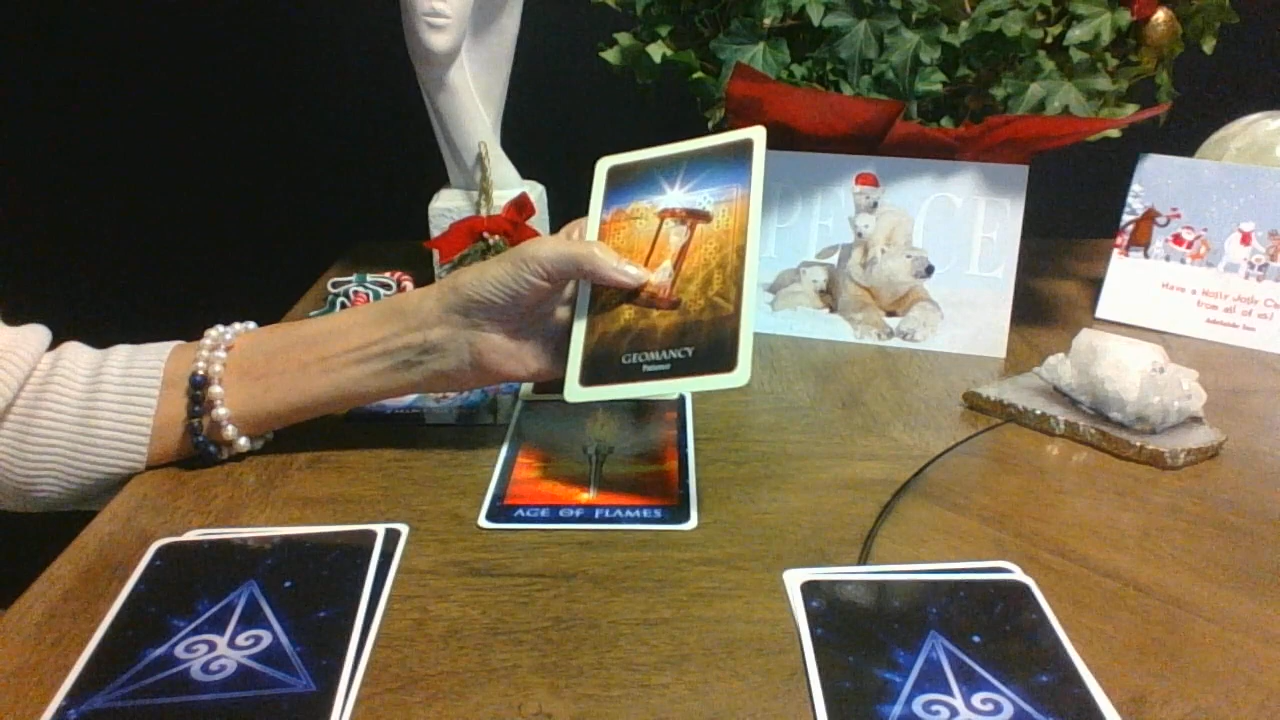 GEOMANCY
Patience
PEACE
Have a Holly Jolly
from all of us!
AGE OF FLAMES